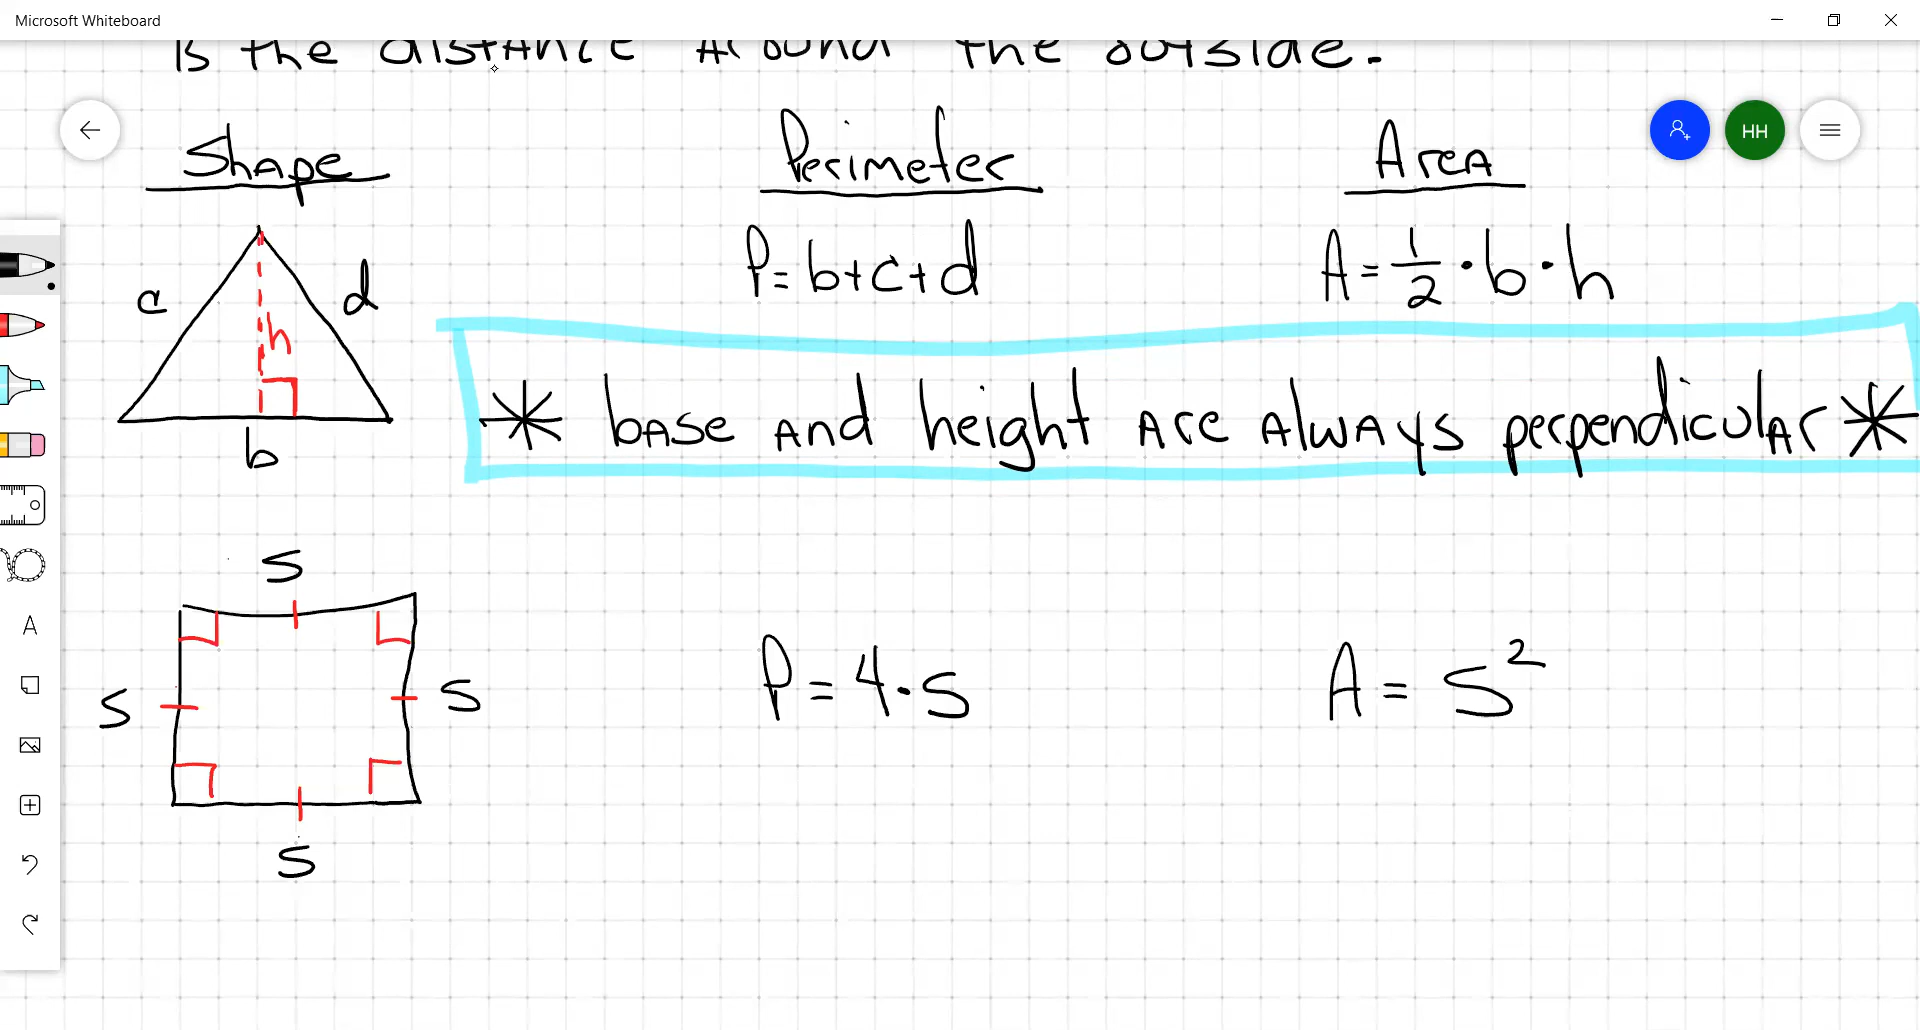 Microsoft Whiteboard
is the distance around the outside.
HH
Shape Perimeter Area
c d h b
P = b + c + d
A = 1/2 · b · h
* base and height are always perpendicular *
s
s s
s
P = 4 · s
A = s²
A